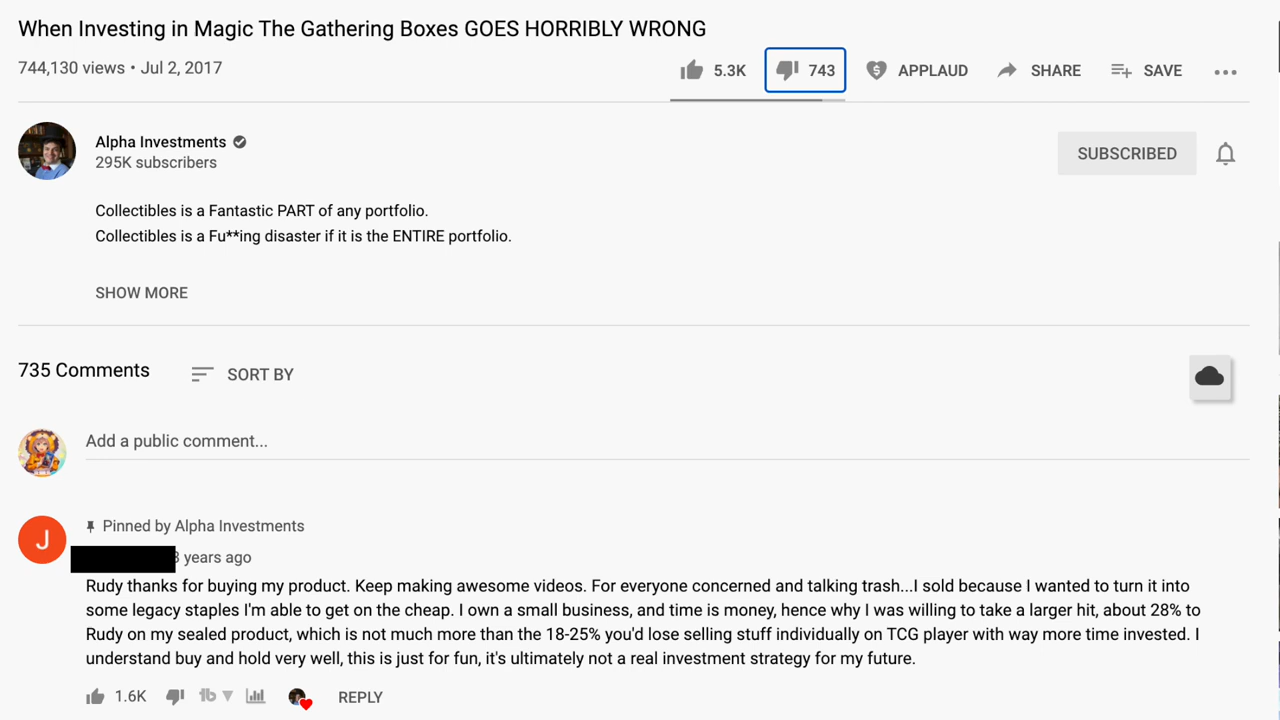 When Investing in Magic The Gathering Boxes GOES HORRIBLY WRONG
744,130 views • Jul 2, 2017
5.3K 743 APPLAUD SHARE SAVE
Alpha Investments
295K subscribers
SUBSCRIBED
Collectibles is a Fantastic PART of any portfolio.
Collectibles is a Fu**ing disaster if it is the ENTIRE portfolio.
SHOW MORE
735 Comments SORT BY
Add a public comment...
J
Pinned by Alpha Investments
years ago
Rudy thanks for buying my product. Keep making awesome videos. For everyone concerned and talking trash...I sold because I wanted to turn it into
some legacy staples I'm able to get on the cheap. I own a small business, and time is money, hence why I was willing to take a larger hit, about 28% to
Rudy on my sealed product, which is not much more than the 18-25% you'd lose selling stuff individually on TCG player with way more time invested. I
understand buy and hold very well, this is just for fun, it's ultimately not a real investment strategy for my future.
1.6K REPLY